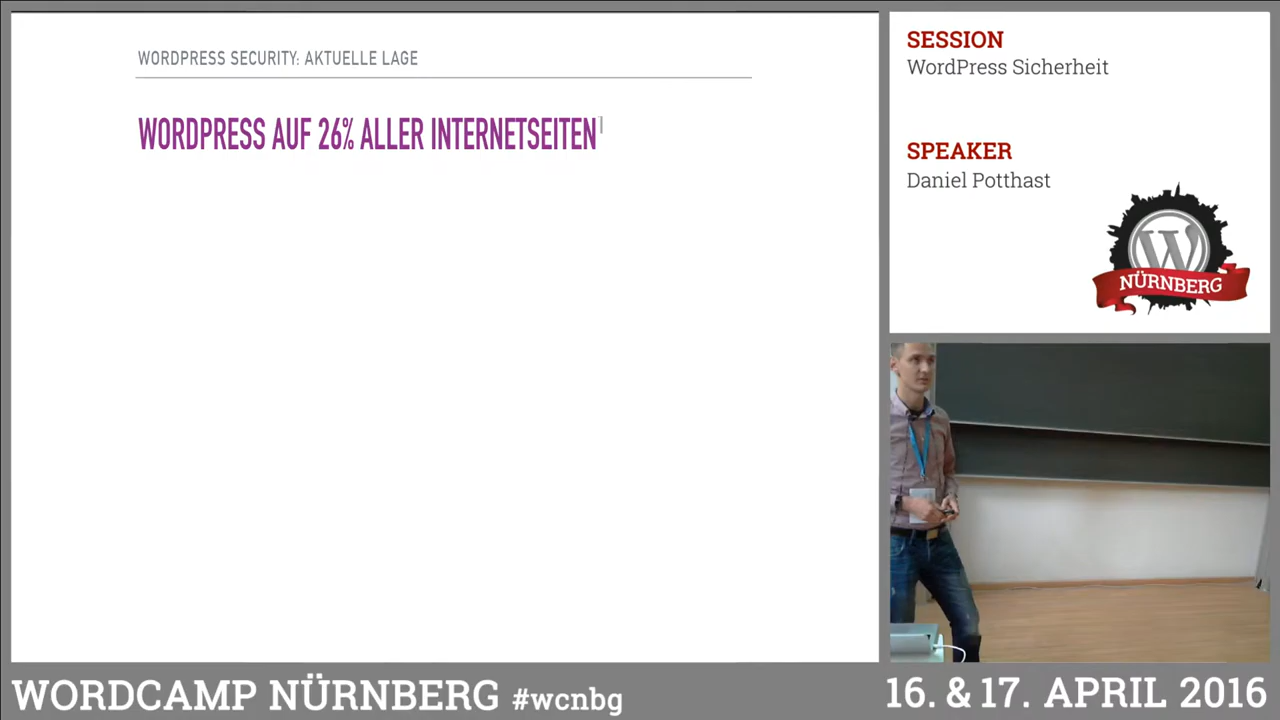 WORDPRESS SECURITY: AKTUELLE LAGE
WORDPRESS AUF 26% ALLER INTERNETSEITEN
SESSION
WordPress Sicherheit
SPEAKER
Daniel Potthast
W
NÜRNBERG
WORDCAMP NÜRNBERG #wcnbg
16. & 17. APRIL 2016